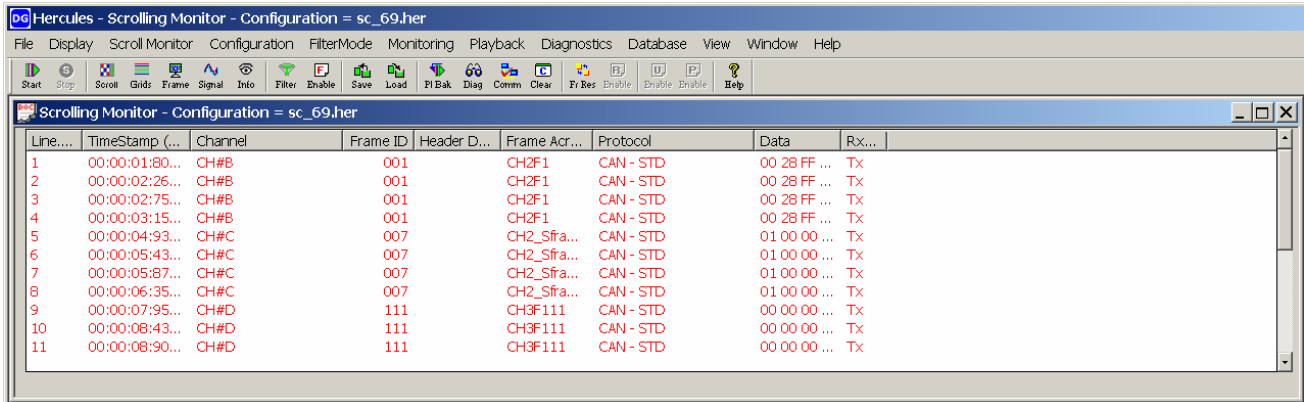 DG Hercules - Scrolling Monitor - Configuration = sc_69.her
File Display Scroll Monitor Configuration FilterMode Monitoring Playback Diagnostics Database View Window Help
Start Stop Scroll Grids Frame Signal Info Filter Enable Save Load Pl Bak Diag Comm Clear Fr Res Enable Enable Enable Help
Scrolling Monitor - Configuration = sc_69.her
Line.... TimeStamp (... Channel Frame ID Header D... Frame Acr... Protocol Data Rx...
1 00:00:01:80... CH#B 001 CH2F1 CAN - STD 00 28 FF ... Tx
2 00:00:02:26... CH#B 001 CH2F1 CAN - STD 00 28 FF ... Tx
3 00:00:02:75... CH#B 001 CH2F1 CAN - STD 00 28 FF ... Tx
4 00:00:03:15... CH#B 001 CH2F1 CAN - STD 00 28 FF ... Tx
5 00:00:04:93... CH#C 007 CH2_Sfra... CAN - STD 01 00 00 ... Tx
6 00:00:05:43... CH#C 007 CH2_Sfra... CAN - STD 01 00 00 ... Tx
7 00:00:05:87... CH#C 007 CH2_Sfra... CAN - STD 01 00 00 ... Tx
8 00:00:06:35... CH#C 007 CH2_Sfra... CAN - STD 01 00 00 ... Tx
9 00:00:07:95... CH#D 111 CH3F111 CAN - STD 00 00 00 ... Tx
10 00:00:08:43... CH#D 111 CH3F111 CAN - STD 00 00 00 ... Tx
11 00:00:08:90... CH#D 111 CH3F111 CAN - STD 00 00 00 ... Tx